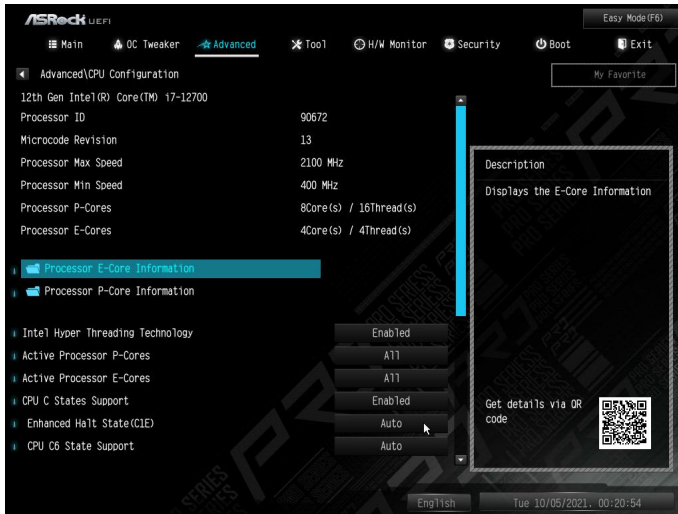 ASRock UEFI
Easy Mode(F6)
Main OC Tweaker Advanced Tool H/W Monitor Security Boot Exit
Advanced\CPU Configuration
My Favorite
12th Gen Intel(R) Core(TM) i7-12700
Processor ID 90672
Microcode Revision 13
Processor Max Speed 2100 MHz
Processor Min Speed 400 MHz
Processor P-Cores 8Core(s) / 16Thread(s)
Processor E-Cores 4Core(s) / 4Thread(s)
Processor E-Core Information
Processor P-Core Information
Intel Hyper Threading Technology Enabled
Active Processor P-Cores All
Active Processor E-Cores All
CPU C States Support Enabled
Enhanced Halt State(C1E) Auto
CPU C6 State Support Auto
Description
Displays the E-Core Information
Get details via QR
code
English
Tue 10/05/2021. 00:20:54